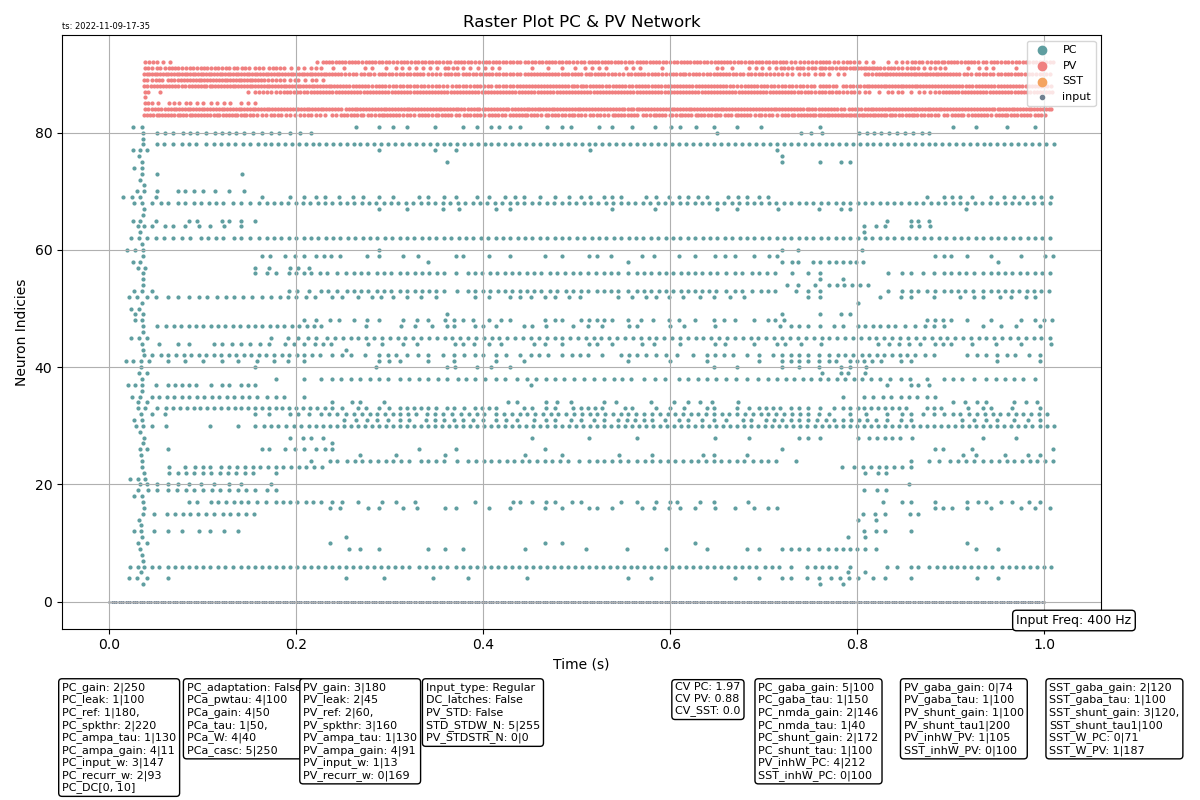 ts: 2022-11-09-17-35
Raster Plot PC & PV Network
PC
PV
SST
input
Neuron Indicies
80
60
40
20
0
0.0
0.2
0.4
0.6
0.8
1.0
Input Freq: 400 Hz
Time (s)
PC_gain: 2|250
PC_leak: 1|100
PC_ref: 1|180,
PC_spkhr: 2|220
PC_ampa_tau: 1|130
PC_ampa_gain: 4|11
PC_input_w: 3|147
PC_recurr_w: 2|93
PC_DC[0, 10]
PC_adaptation: False
PCa_pwtau: 4|100
PCa_gain: 4|50
PCa_tau: 1|50,
PCa_W: 4|40
PCa_casc: 5|250
PV_gain: 3|180
PV_leak: 2|45
PV_ref: 2|60,
PV_spkhr: 3|160
PV_ampa_tau: 1|130
PV_ampa_gain: 4|91
PV_input_w: 1|13
PV_recurr_w: 0|169
Input_type: Regular
DC_latches: False
PV_STD: False
STD_STDW_N: 5|255
PV_STDSTR_N: 0|0
CV PC: 1.97
CV PV: 0.88
CV_SST: 0.0
PC_gaba_gain: 5|100
PC_gaba_tau: 1|150
PC_nmda_gain: 2|146
PC_nmda_tau: 1|40
PC_shunt_gain: 2|172
PC_shunt_tau: 1|100
PV_inhW_PC: 4|212
SST_inhW_PC: 0|100
PV_gaba_gain: 0|74
PV_gaba_tau: 1|100
PV_shunt_gain: 1|100
PV_shunt_tau1|200
PV_inhW_PV: 1|105
SST_inhW_PV: 0|100
SST_gaba_gain: 2|120
SST_gaba_tau: 1|100
SST_shunt_gain: 3|120,
SST_shunt_tau1|100
SST_W_PC: 0|71
SST_W_PV: 1|187